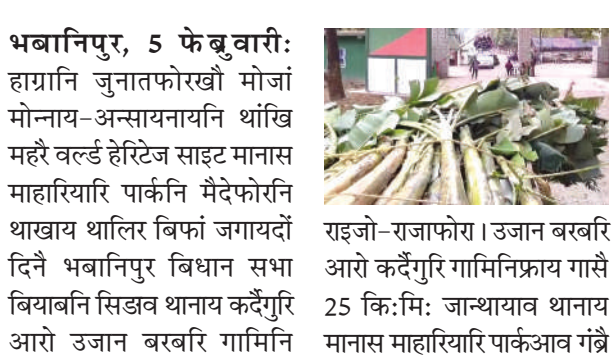 भबानिपुर, 5 फेब्रुवारी:
हाग्रानि जुनातफोरखौ मोजां
मोन्नाय-अन्सायनायनि थांखि
महरै वर्ल्ड हेरिटेज साइट मानास
माहारियारि पार्कनि मैदेफोरनि
थाखाय थालिर बिफां जगायदों
दिनै भबानिपुर बिधान सभा
बियाबनि सिङाव थानाय कर्दैगुरि
आरो उजान बरबरि गामिनि
राइजो-राजाफोरा। उजान बरबरि
आरो कर्दैगुरि गामिनिफ्राय गासै
25 कि:मि: जान्थायाव थानाय
मानास माहारियारि पार्कआव गंब्रै